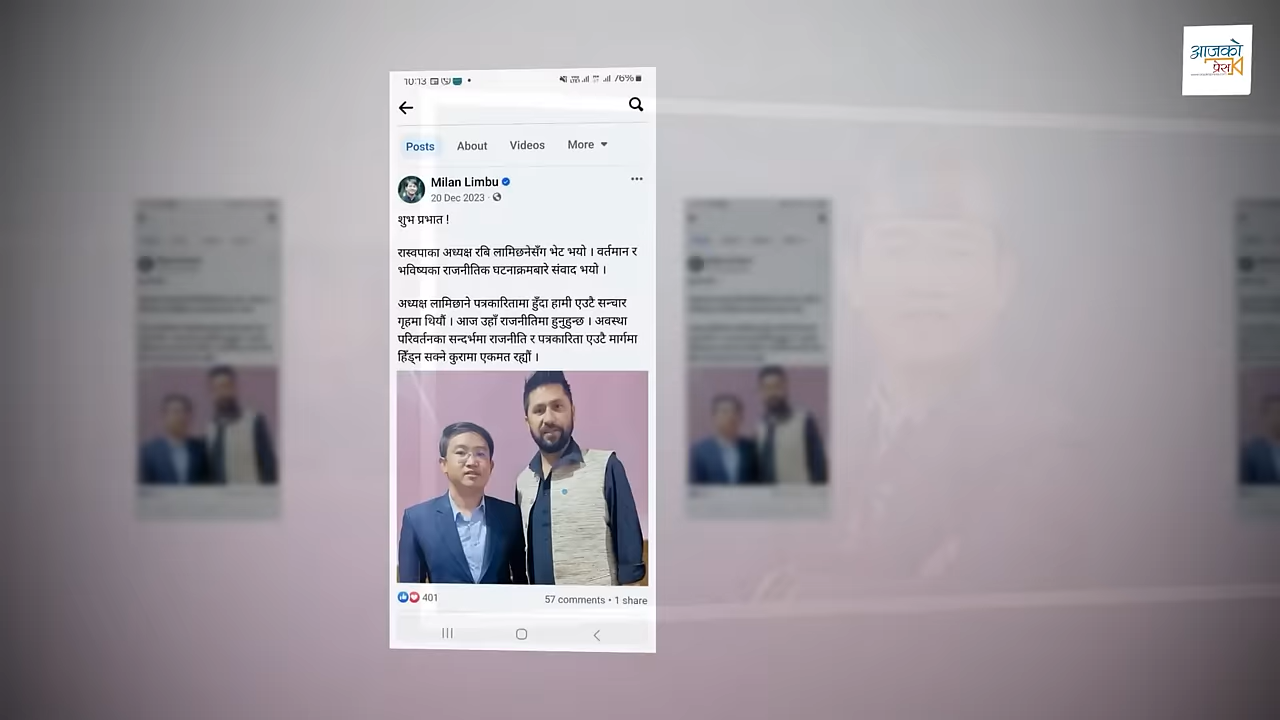 आजको
प्रेस
10:13
76%
Posts
About
Videos
More
Milan Limbu
20 Dec 2023
शुभ प्रभात !
रास्वपाका अध्यक्ष रबि लामिछनेसँग भेट भयो । वर्तमान र
भविष्यका राजनीतिक घटनाक्रमबारे संवाद भयो ।
अध्यक्ष लामिछाने पत्रकारितामा हुँदा हामी एउटै सन्चार
गृहमा थियौं । आज उहाँ राजनीतिमा हुनुहुन्छ । अवस्था
परिवर्तनका सन्दर्भमा राजनीति र पत्रकारिता एउटै मार्गमा
हिँड्न सक्ने कुरामा एकमत रह्यौं ।
401
57 comments • 1 share